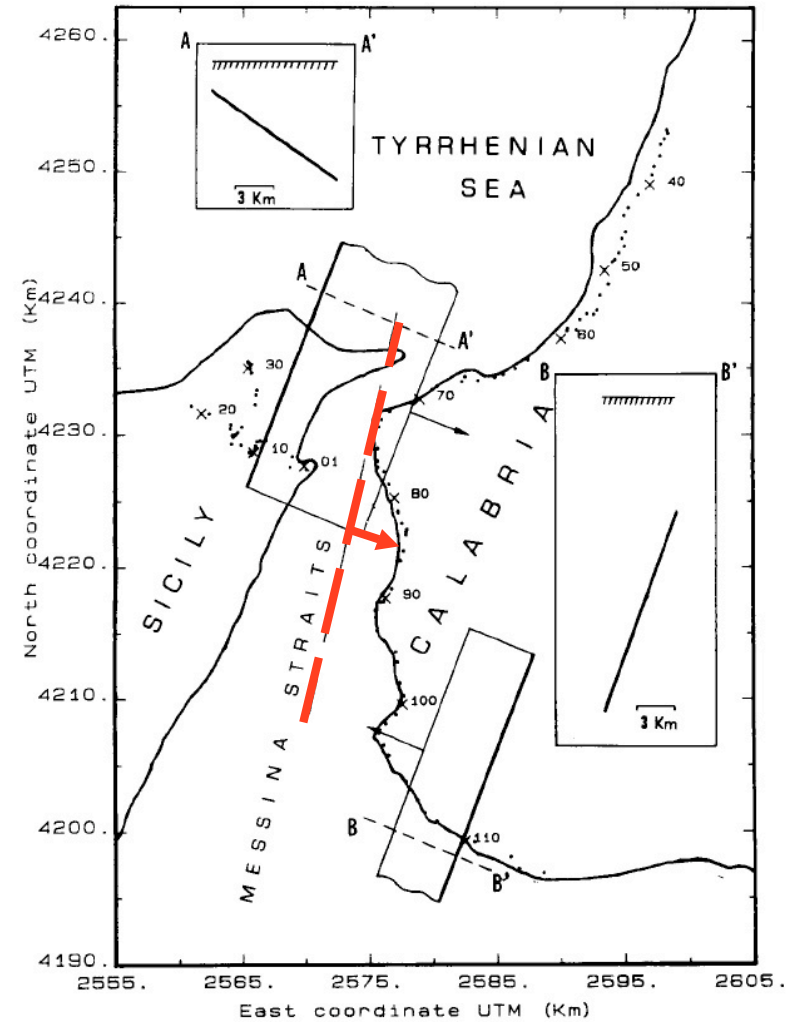 4260.
A A'
3 Km
TYRRHENIAN
SEA
4250.
40
50
4240.
A
A'
60
30
B B'
70
20
4230.
10
01
80
3 Km
SICILY
CALABRIA
4220.
90
MESSINA STRAITS
4210.
100
4200.
B
110
B'
4190.
2555. 2565. 2575. 2585. 2595. 2605.
East coordinate UTM (Km)
North coordinate UTM (Km)